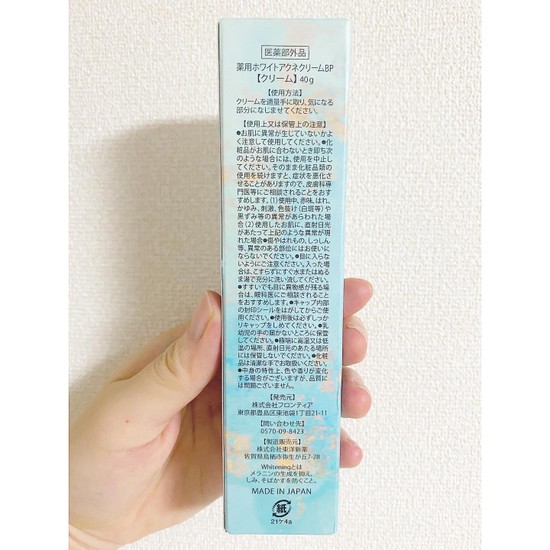 医薬部外品
薬用ホワイトアクネクリームBP
【クリーム】40g
【使用方法】
クリームを適量手に取り、気になる
部分になじませてください。
【使用上又は保管上の注意】
●お肌に異常が生じていないかよ
く注意して使用してください。●化
粧品がお肌に合わないとき即ち次
のような場合には、使用を中止し
てください。そのまま化粧品類の
使用を続けますと、症状を悪化さ
せることがありますので、皮膚科専
門医等にご相談されることをおす
すめします。(1)使用中、赤味、はれ、
かゆみ、刺激、色抜け(白斑等)や
黒ずみ等の異常があらわれた場
合(2)使用したお肌に、直射日光
があたって上記のような異常が現
れた場合●傷やはれもの、しっしん
等、異常のある部位にはお使いに
ならないでください。●目に入らな
いようにご注意ください。入った場
合は、こすらずにすぐ水またはぬる
ま湯で充分に洗い流してください。
●すすいでも目に異物感が残る場
合は、眼科医にご相談されること
をおすすめします。●キャップ内部
の封印シールをはがしてからご使
用ください。●使用後は必ずしっか
りキャップをしめてください。●乳
幼児の手の届かないところに保管
してください。●極端に高温又は低
温の場所、直射日光のあたる場所
には保管しないでください。●化粧
品は清潔な手でお取扱いください。
●中身の特性上、色や香りが変化
する場合がございますが、品質には
問題ございません。
【発売元】
株式会社フロンティア
東京都豊島区東池袋1丁目21-11
【問い合わせ先】
0570-09-8423
【製造販売元】
株式会社東洋新薬
佐賀県鳥栖市弥生が丘7-28
Whiteningとは
メラニンの生成を抑え、
しみ、そばかすを防ぐこと。
MADE IN JAPAN
紙
21ケ4a